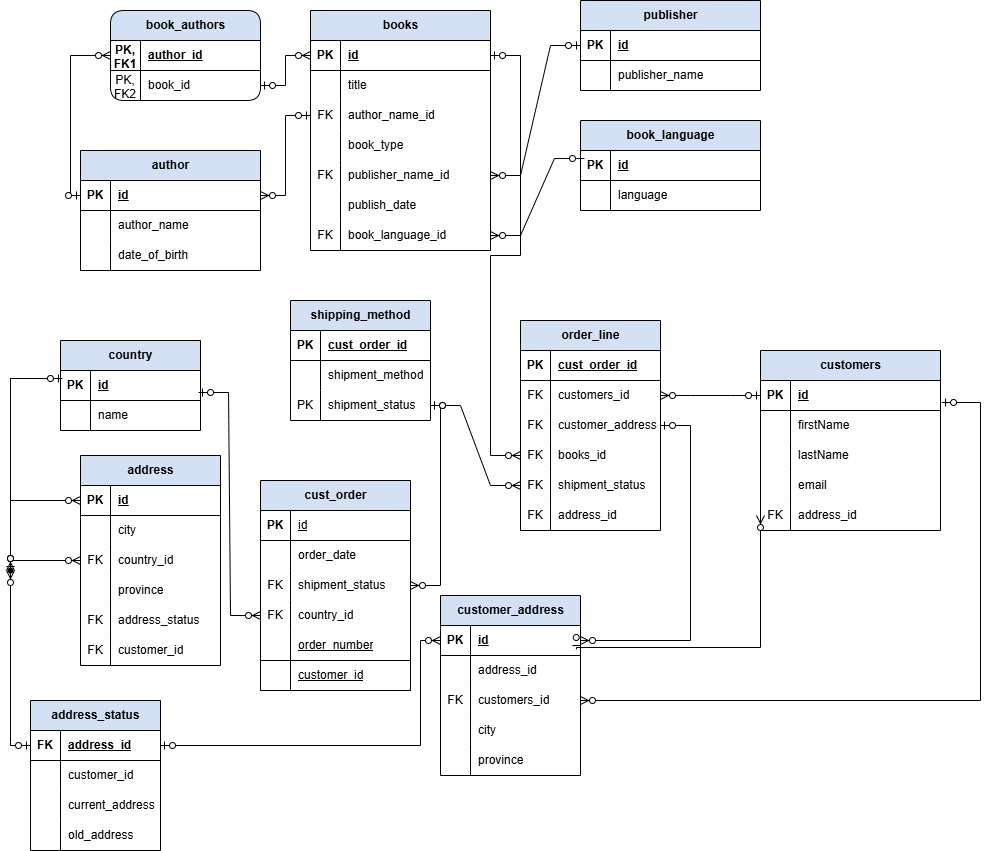 book_authors
PK, FK1 author_id
PK, FK2 book_id
books
PK id
title
FK author_name_id
book_type
FK publisher_name_id
publish_date
FK book_language_id
publisher
PK id
publisher_name
book_language
PK id
language
author
PK id
author_name
date_of_birth
shipping_method
PK cust_order_id
shipment_method
PK shipment_status
order_line
PK cust_order_id
FK customers_id
FK customer_address
FK books_id
FK shipment_status
FK address_id
customers
PK id
firstName
lastName
email
FK address_id
country
PK id
name
address
PK id
city
FK country_id
province
FK address_status
FK customer_id
cust_order
PK id
order_date
FK shipment_status
FK country_id
order_number
customer_id
customer_address
PK id
address_id
FK customers_id
city
province
address_status
FK address_id
customer_id
current_address
old_address